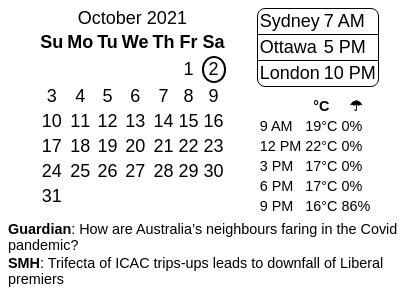 October 2021
Su Mo Tu We Th Fr Sa
1 2
3 4 5 6 7 8 9
10 11 12 13 14 15 16
17 18 19 20 21 22 23
24 25 26 27 28 29 30
31
Sydney 7 AM
Ottawa 5 PM
London 10 PM
°C ☂
9 AM 19°C 0%
12 PM 22°C 0%
3 PM 17°C 0%
6 PM 17°C 0%
9 PM 16°C 86%
Guardian: How are Australia’s neighbours faring in the Covid
pandemic?
SMH: Trifecta of ICAC trips-ups leads to downfall of Liberal
premiers